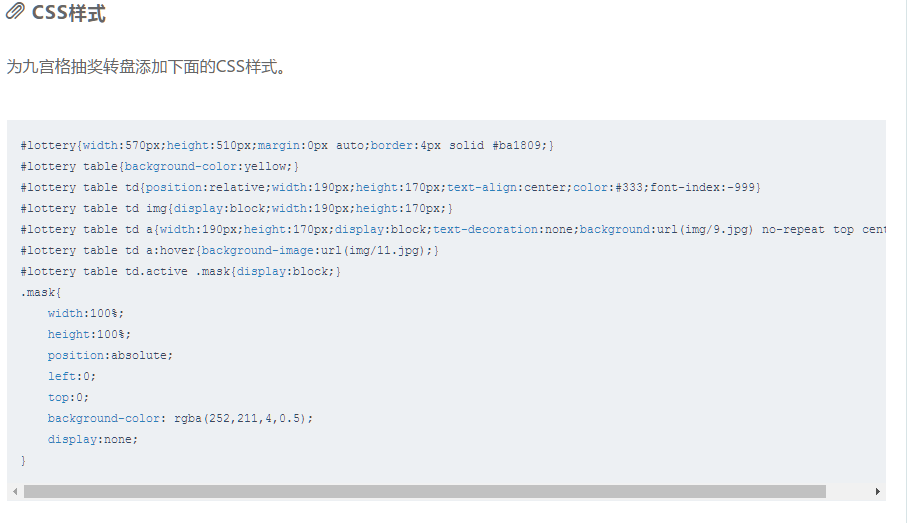 CSS样式
为九宫格抽奖转盘添加下面的CSS样式。
#lottery{width:570px;height:510px;margin:0px auto;border:4px solid #ba1809;}
#lottery table{background-color:yellow;}
#lottery table td{position:relative;width:190px;height:170px;text-align:center;color:#333;font-index:-999}
#lottery table td img{display:block;width:190px;height:170px;}
#lottery table td a{width:190px;height:170px;display:block;text-decoration:none;background:url(img/9.jpg) no-repeat top cent
#lottery table td a:hover{background-image:url(img/11.jpg);}
#lottery table td.active .mask{display:block;}
.mask{
    width:100%;
    height:100%;
    position:absolute;
    left:0;
    top:0;
    background-color: rgba(252,211,4,0.5);
    display:none;
}